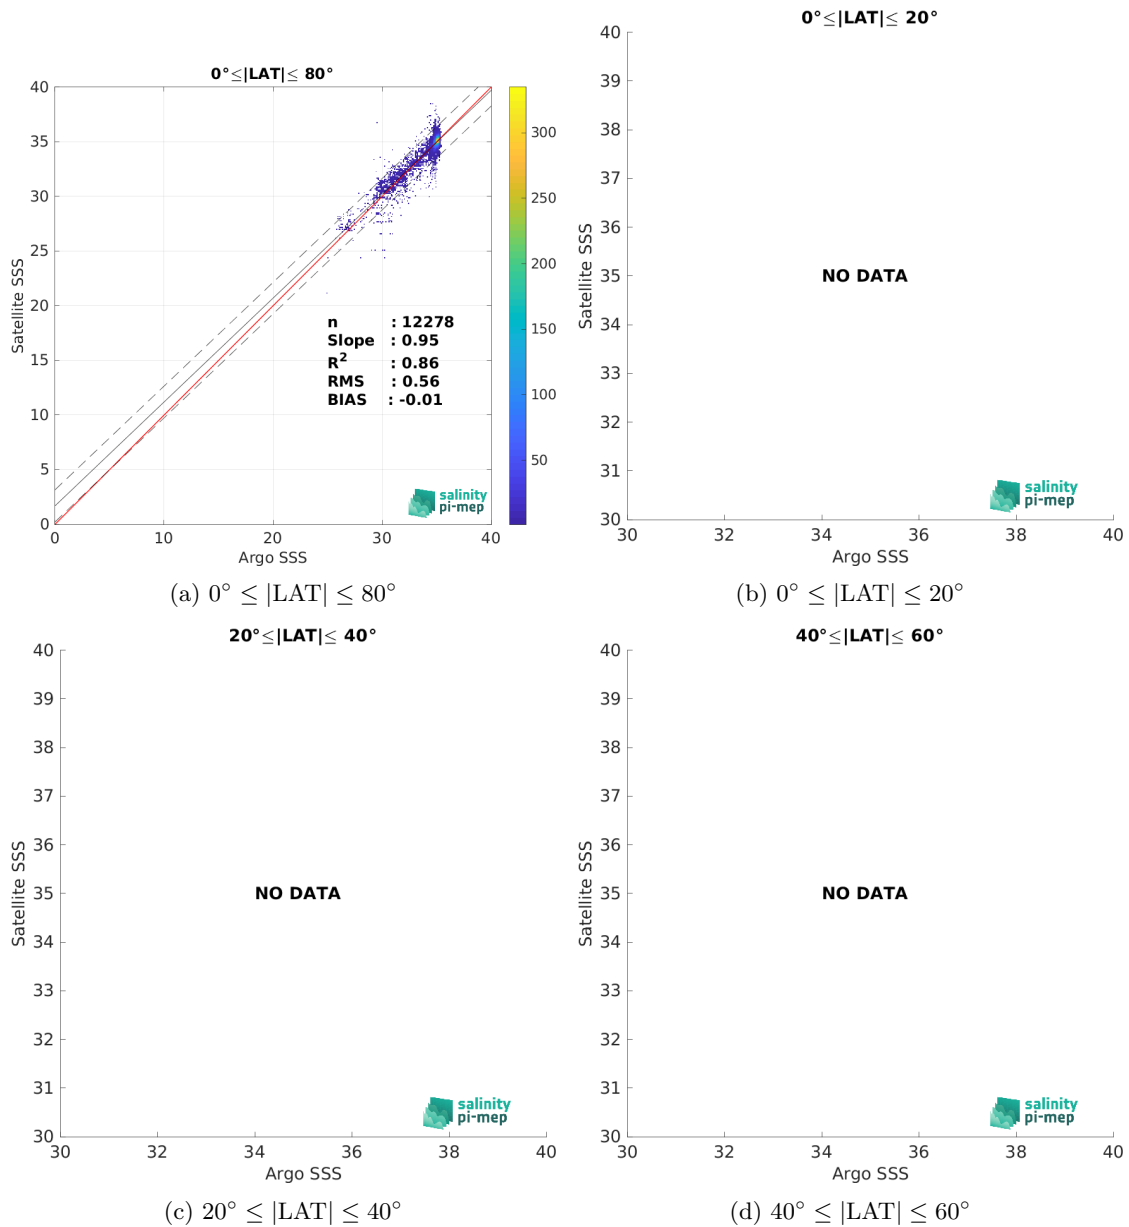 0°≤|LAT|≤ 80°
40
35
30
25
20
15
10
5
0
0
10
20
30
40
Satellite SSS
Argo SSS
n : 12278
Slope : 0.95
R² : 0.86
RMS : 0.56
BIAS : -0.01
salinity
pi-mep
300
250
200
150
100
50
(a) 0° ≤ |LAT| ≤ 80°
0°≤|LAT|≤ 20°
40
39
38
37
36
35
34
33
32
31
30
30
32
34
36
38
40
Satellite SSS
Argo SSS
NO DATA
salinity
pi-mep
(b) 0° ≤ |LAT| ≤ 20°
20°≤|LAT|≤ 40°
40
39
38
37
36
35
34
33
32
31
30
30
32
34
36
38
40
Satellite SSS
Argo SSS
NO DATA
salinity
pi-mep
(c) 20° ≤ |LAT| ≤ 40°
40°≤|LAT|≤ 60°
40
39
38
37
36
35
34
33
32
31
30
30
32
34
36
38
40
Satellite SSS
Argo SSS
NO DATA
salinity
pi-mep
(d) 40° ≤ |LAT| ≤ 60°